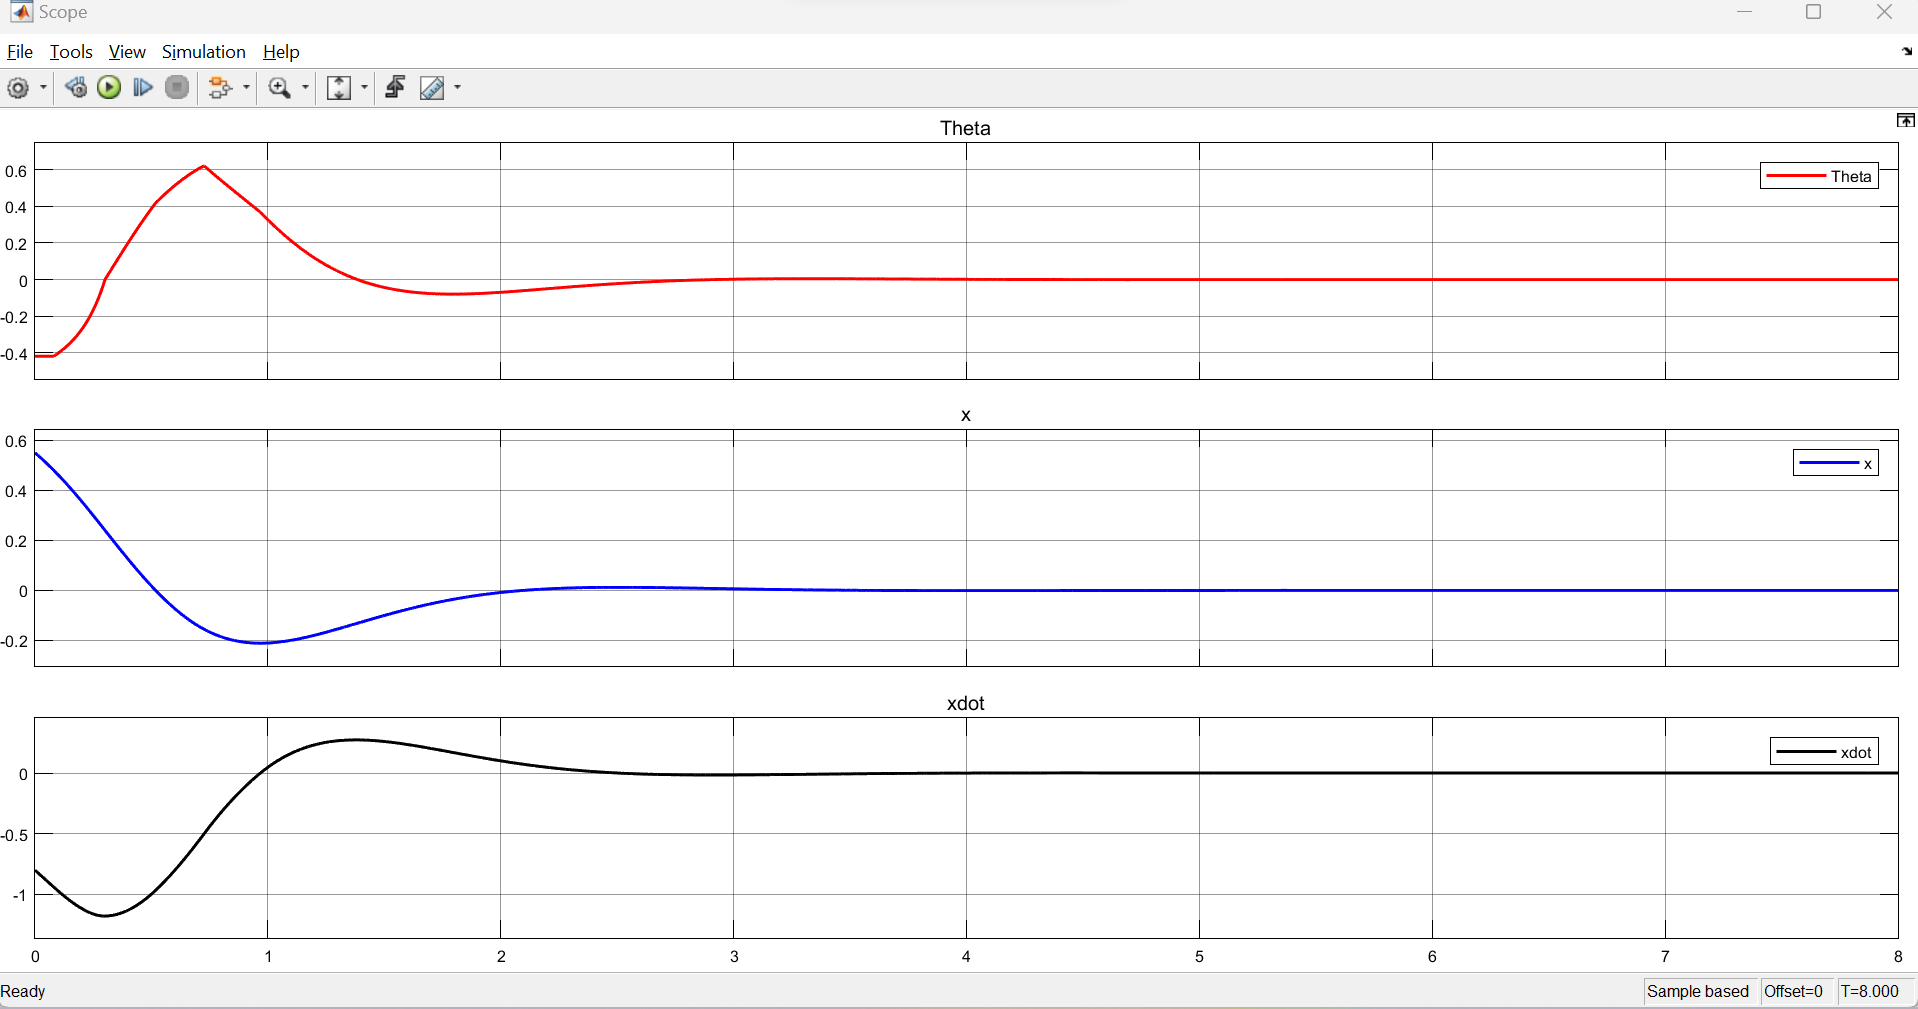 Scope
File Tools View Simulation Help
Theta
0.6
0.4
0.2
0
-0.2
-0.4
Theta
x
0.6
0.4
0.2
0
-0.2
x
xdot
0
-0.5
-1
xdot
0 1 2 3 4 5 6 7 8
Ready Sample based Offset=0 T=8.000